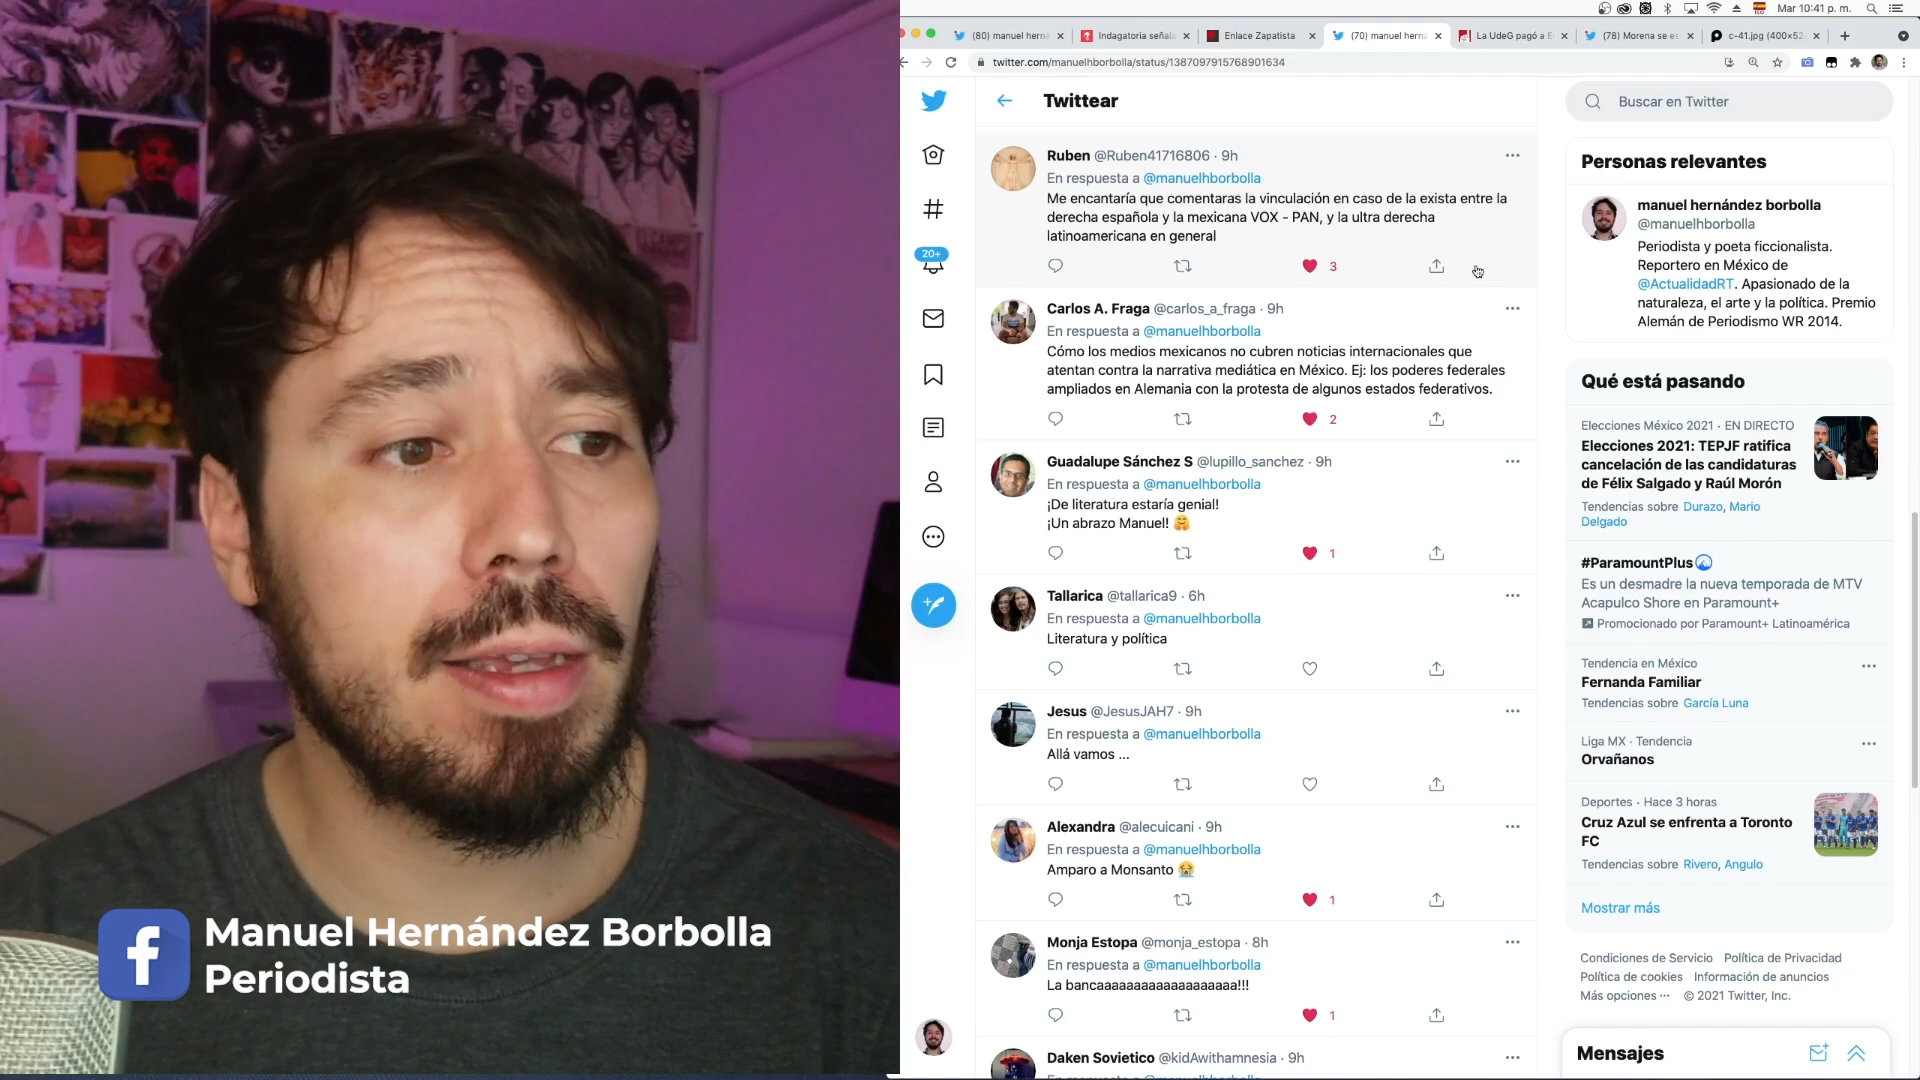 Mar 10:41 p. m.
(80) manuel herná
Indagatoria señala
Enlace Zapatista
(70) manuel herná
La UdeG pagó a E
(78) Morena se es
c-41.jpg (400×52
twitter.com/manuelhborbolla/status/1387097915768901634
Twittear
Ruben @Ruben41716806 · 9h
En respuesta a @manuelhborbolla
Me encantaría que comentaras la vinculación en caso de la exista entre la
derecha española y la mexicana VOX - PAN, y la ultra derecha
latinoamericana en general
3
20+
Carlos A. Fraga @carlos_a_fraga · 9h
En respuesta a @manuelhborbolla
Cómo los medios mexicanos no cubren noticias internacionales que
atentan contra la narrativa mediática en México. Ej: los poderes federales
ampliados en Alemania con la protesta de algunos estados federativos.
2
Guadalupe Sánchez S @lupillo_sanchez · 9h
En respuesta a @manuelhborbolla
¡De literatura estaría genial!
¡Un abrazo Manuel! 🤗
1
Tallarica @tallarica9 · 6h
En respuesta a @manuelhborbolla
Literatura y política
Jesus @JesusJAH7 · 9h
En respuesta a @manuelhborbolla
Allá vamos ...
Alexandra @alecuicani · 9h
En respuesta a @manuelhborbolla
Amparo a Monsanto 😭
1
Monja Estopa @monja_estopa · 8h
En respuesta a @manuelhborbolla
La bancaaaaaaaaaaaaaaaaaaa!!!
1
Daken Sovietico @kidAwithamnesia · 9h
Buscar en Twitter
Personas relevantes
manuel hernández borbolla
@manuelhborbolla
Periodista y poeta ficcionalista.
Reportero en México de
@ActualidadRT. Apasionado de la
naturaleza, el arte y la política. Premio
Alemán de Periodismo WR 2014.
Qué está pasando
Elecciones México 2021 · EN DIRECTO
Elecciones 2021: TEPJF ratifica
cancelación de las candidaturas
de Félix Salgado y Raúl Morón
Tendencias sobre Durazo, Mario
Delgado
#ParamountPlus
Es un desmadre la nueva temporada de MTV
Acapulco Shore en Paramount+
Promocionado por Paramount+ Latinoamérica
Tendencia en México
Fernanda Familiar
Tendencias sobre García Luna
Liga MX · Tendencia
Orvañanos
Deportes · Hace 3 horas
Cruz Azul se enfrenta a Toronto
FC
Tendencias sobre Rivero, Angulo
Mostrar más
Condiciones de Servicio Política de Privacidad
Política de cookies Información de anuncios
Más opciones ··· © 2021 Twitter, Inc.
Mensajes
f
Manuel Hernández Borbolla
Periodista